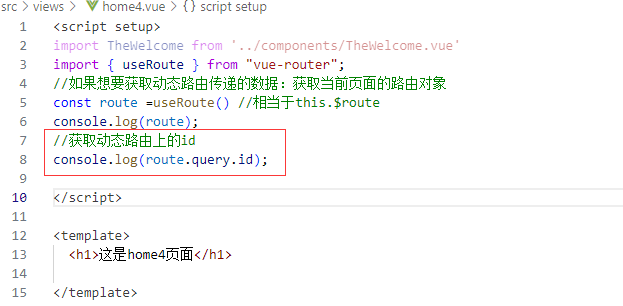 src > views > home4.vue > script setup
1 <script setup>
2 import TheWelcome from '../components/TheWelcome.vue'
3 import { useRoute } from "vue-router";
4 //如果想要获取动态路由传递的数据：获取当前页面的路由对象
5 const route =useRoute() //相当于this.$route
6 console.log(route);
7 //获取动态路由上的id
8 console.log(route.query.id);
9
10 </script>
11
12 <template>
13 <h1>这是home4页面</h1>
14
15 </template>